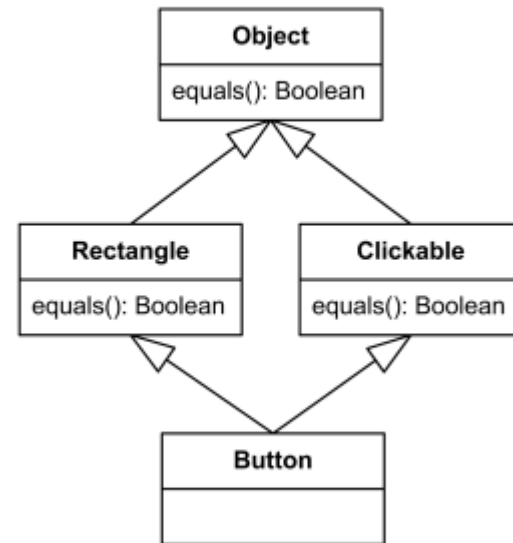 Object
equals(): Boolean
Rectangle
equals(): Boolean
Clickable
equals(): Boolean
Button